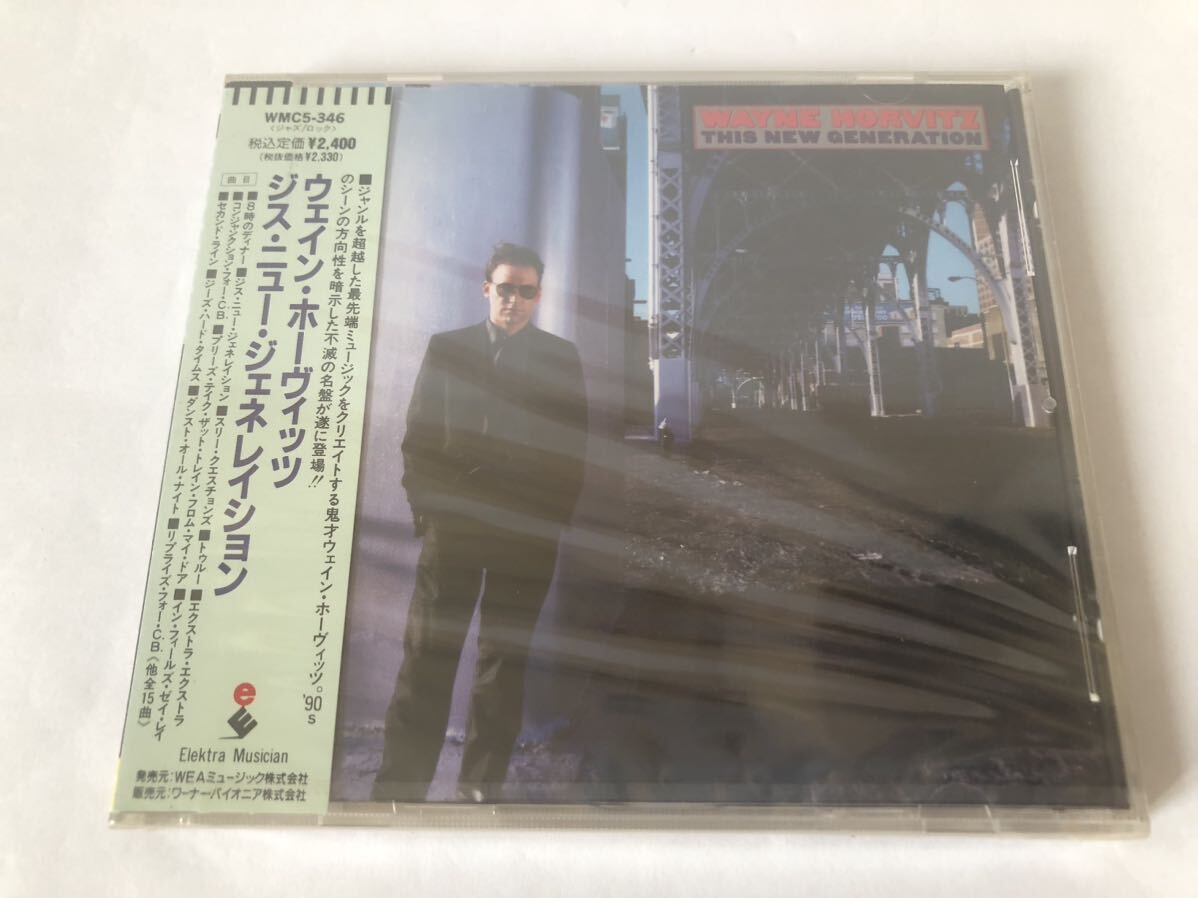 WMC5-346
〈ジャズ/ロック〉
税込定価¥2,400
(税抜価格¥2,330)
■ジャンルを超越した最先端ミュージックをクリエイトする鬼才ウェイン・ホーヴィッツ。'90s
のシーンの方向性を暗示した不滅の名盤が遂に登場!!
ウェイン・ホーヴィッツ
ジス・ニュー・ジェネレイション
曲目
■8時のディナー■ジス・ニュー・ジェネレイション■スリー・クエスチョンズ■トゥルー■エクストラ・エクストラ
■コンジャンクション・フォー・C.B.■プリーズ・テイク・ザット・トレイン・フロム・マイ・ドア■イン・フィールズ・ゼイ・レイ
■セカンド・ライン■ジーズ・ハード・タイムス■ダンスト・オール・ナイト■リプライズ・フォー・C.B.《他全15曲》
Elektra Musician
発売元:WEAミュージック株式会社
販売元:ワーナーパイオニア株式会社
WAYNE HORVITZ
THIS NEW GENERATION